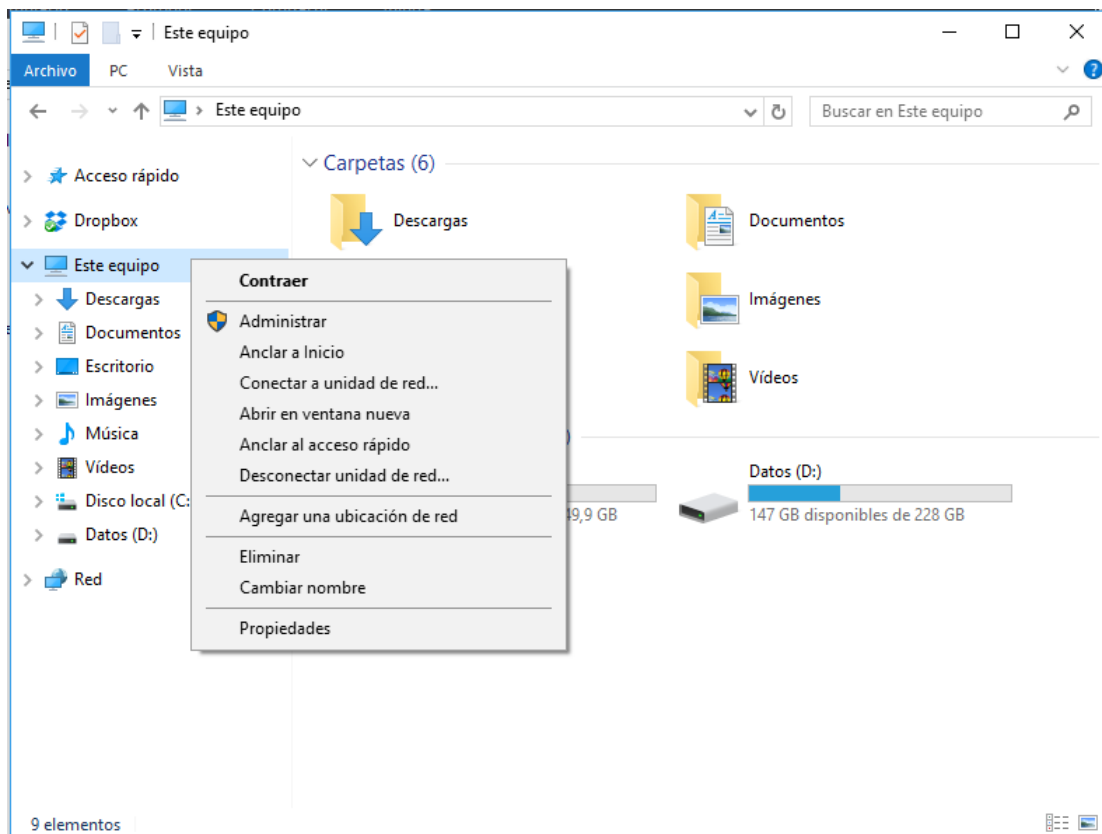 Este equipo
Archivo PC Vista
Este equipo
Buscar en Este equipo
Acceso rápido
Dropbox
Este equipo
Descargas
Documentos
Escritorio
Imágenes
Música
Vídeos
Disco local (C:
Datos (D:)
Red
Contraer
Administrar
Anclar a Inicio
Conectar a unidad de red...
Abrir en ventana nueva
Anclar al acceso rápido
Desconectar unidad de red...
Agregar una ubicación de red
Eliminar
Cambiar nombre
Propiedades
Carpetas (6)
Descargas
Documentos
Imágenes
Vídeos
)
49,9 GB
Datos (D:)
147 GB disponibles de 228 GB
9 elementos